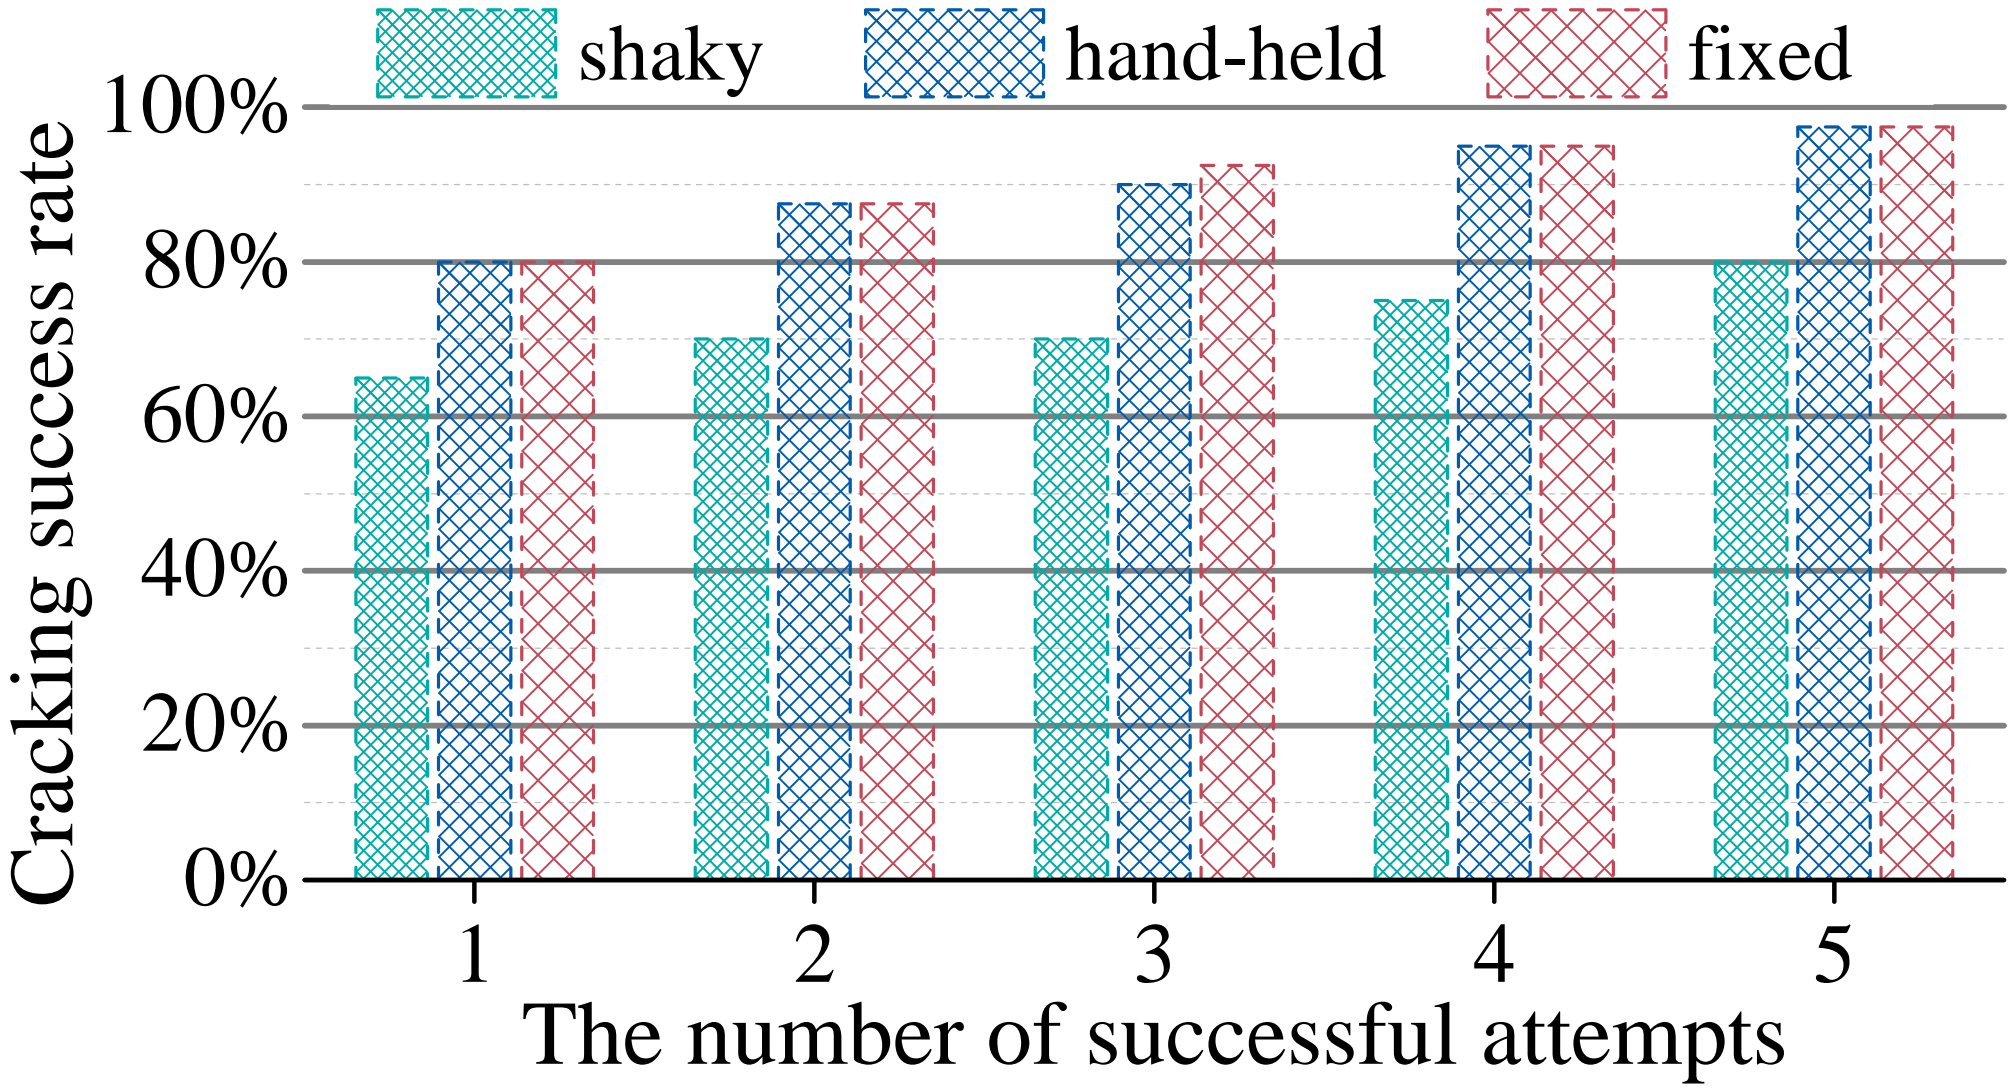 shaky hand-held fixed
100%
80%
60%
40%
20%
0%
Cracking success rate
1 2 3 4 5
The number of successful attempts